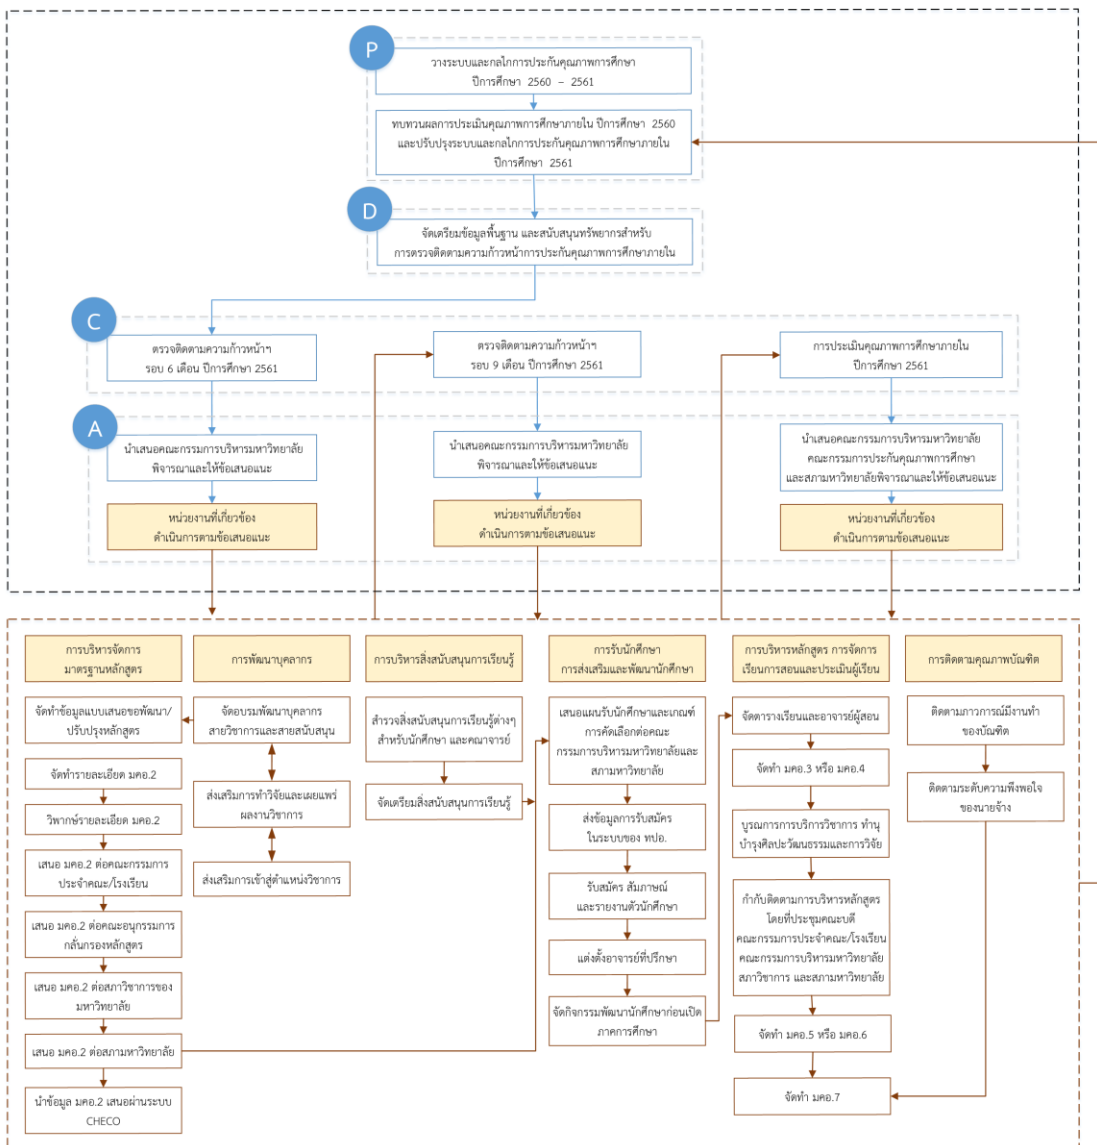 P
วางระบบและกลไกการประกันคุณภาพการศึกษา
ปีการศึกษา 2560 – 2561
ทบทวนผลการประเมินคุณภาพการศึกษาภายใน ปีการศึกษา 2560
และปรับปรุงระบบและกลไกการประกันคุณภาพการศึกษาภายใน
ปีการศึกษา 2561
D
จัดเตรียมข้อมูลพื้นฐาน และสนับสนุนทรัพยากรสำหรับ
การตรวจติดตามความก้าวหน้าการประกันคุณภาพการศึกษาภายใน
C
ตรวจติดตามความก้าวหน้าฯ
รอบ 6 เดือน ปีการศึกษา 2561
ตรวจติดตามความก้าวหน้าฯ
รอบ 9 เดือน ปีการศึกษา 2561
การประเมินคุณภาพการศึกษาภายใน
ปีการศึกษา 2561
A
นำเสนอคณะกรรมการบริหารมหาวิทยาลัย
พิจารณาและให้ข้อเสนอแนะ
นำเสนอคณะกรรมการบริหารมหาวิทยาลัย
พิจารณาและให้ข้อเสนอแนะ
นำเสนอคณะกรรมการบริหารมหาวิทยาลัย
คณะกรรมการประกันคุณภาพการศึกษา
และสภามหาวิทยาลัยพิจารณาและให้ข้อเสนอแนะ
หน่วยงานที่เกี่ยวข้อง
ดำเนินการตามข้อเสนอแนะ
หน่วยงานที่เกี่ยวข้อง
ดำเนินการตามข้อเสนอแนะ
หน่วยงานที่เกี่ยวข้อง
ดำเนินการตามข้อเสนอแนะ
การบริหารจัดการ
มาตรฐานหลักสูตร
จัดทำข้อมูลแบบเสนอขอพัฒนา/
ปรับปรุงหลักสูตร
จัดทำรายละเอียด มคอ.2
วิพากษ์รายละเอียด มคอ.2
เสนอ มคอ.2 ต่อคณะกรรมการ
ประจำคณะ/โรงเรียน
เสนอ มคอ.2 ต่อคณะอนุกรรมการ
กลั่นกรองหลักสูตร
เสนอ มคอ.2 ต่อสภาวิชาการของ
มหาวิทยาลัย
เสนอ มคอ.2 ต่อสภามหาวิทยาลัย
นำข้อมูล มคอ.2 เสนอผ่านระบบ
CHECO
การพัฒนาบุคลากร
จัดอบรมพัฒนาบุคลากร
สายวิชาการและสายสนับสนุน
ส่งเสริมการทำวิจัยและเผยแพร่
ผลงานวิชาการ
ส่งเสริมการเข้าสู่ตำแหน่งวิชาการ
การบริหารสิ่งสนับสนุนการเรียนรู้
สำรวจสิ่งสนับสนุนการเรียนรู้ต่างๆ
สำหรับนักศึกษา และคณาจารย์
จัดเตรียมสิ่งสนับสนุนการเรียนรู้
การรับนักศึกษา
การส่งเสริมและพัฒนานักศึกษา
เสนอแผนรับนักศึกษาและเกณฑ์
การคัดเลือกต่อคณะ
กรรมการบริหารมหาวิทยาลัยและ
สภามหาวิทยาลัย
ส่งข้อมูลการรับสมัคร
ในระบบของ ทปอ.
รับสมัคร สัมภาษณ์
และรายงานตัวนักศึกษา
แต่งตั้งอาจารย์ที่ปรึกษา
จัดกิจกรรมพัฒนานักศึกษาก่อนเปิด
ภาคการศึกษา
การบริหารหลักสูตร การจัดการ
เรียนการสอนและประเมินผู้เรียน
จัดตารางเรียนและอาจารย์ผู้สอน
จัดทำ มคอ.3 หรือ มคอ.4
บูรณการการบริการวิชาการ ทำนุ
บำรุงศิลปะวัฒนธรรมและการวิจัย
กำกับติดตามการบริหารหลักสูตร
โดยที่ประชุมคณะบดี
คณะกรรมการประจำคณะ/โรงเรียน
คณะกรรมการบริหารมหาวิทยาลัย
สภาวิชาการ และสภามหาวิทยาลัย
จัดทำ มคอ.5 หรือ มคอ.6
จัดทำ มคอ.7
การติดตามคุณภาพบัณฑิต
ติดตามภาวการณ์มีงานทำ
ของบัณฑิต
ติดตามระดับความพึงพอใจ
ของนายจ้าง